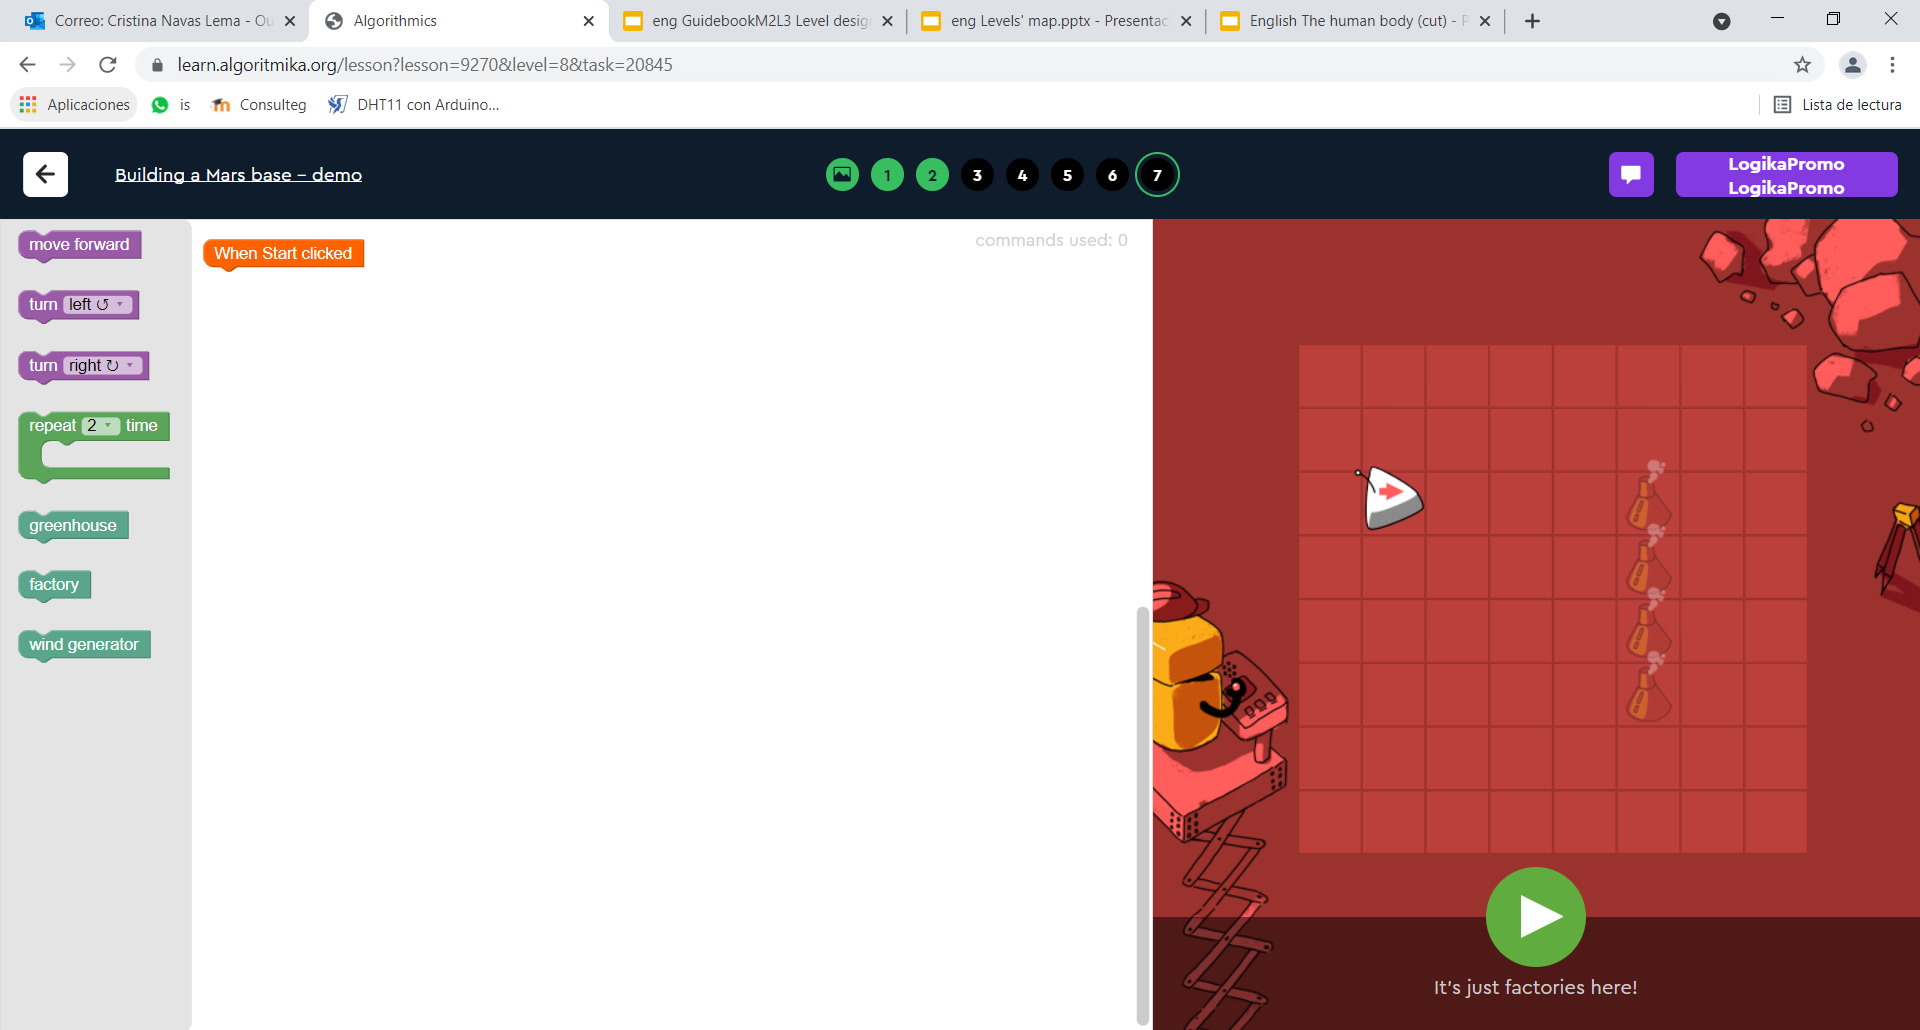 Correo: Cristina Navas Lema - Ou
Algorithmics
eng GuidebookM2L3 Level desig
eng Levels' map.pptx - Presentac
English The human body (cut) - P
learn.algoritmika.org/lesson?lesson=9270&level=8&task=20845
Aplicaciones
is
Consulteg
DHT11 con Arduino...
Lista de lectura
Building a Mars base – demo
1
2
3
4
5
6
7
LogikaPromo
LogikaPromo
move forward
turn left ↺
turn right ↻
repeat 2 time
greenhouse
factory
wind generator
When Start clicked
commands used: 0
It's just factories here!